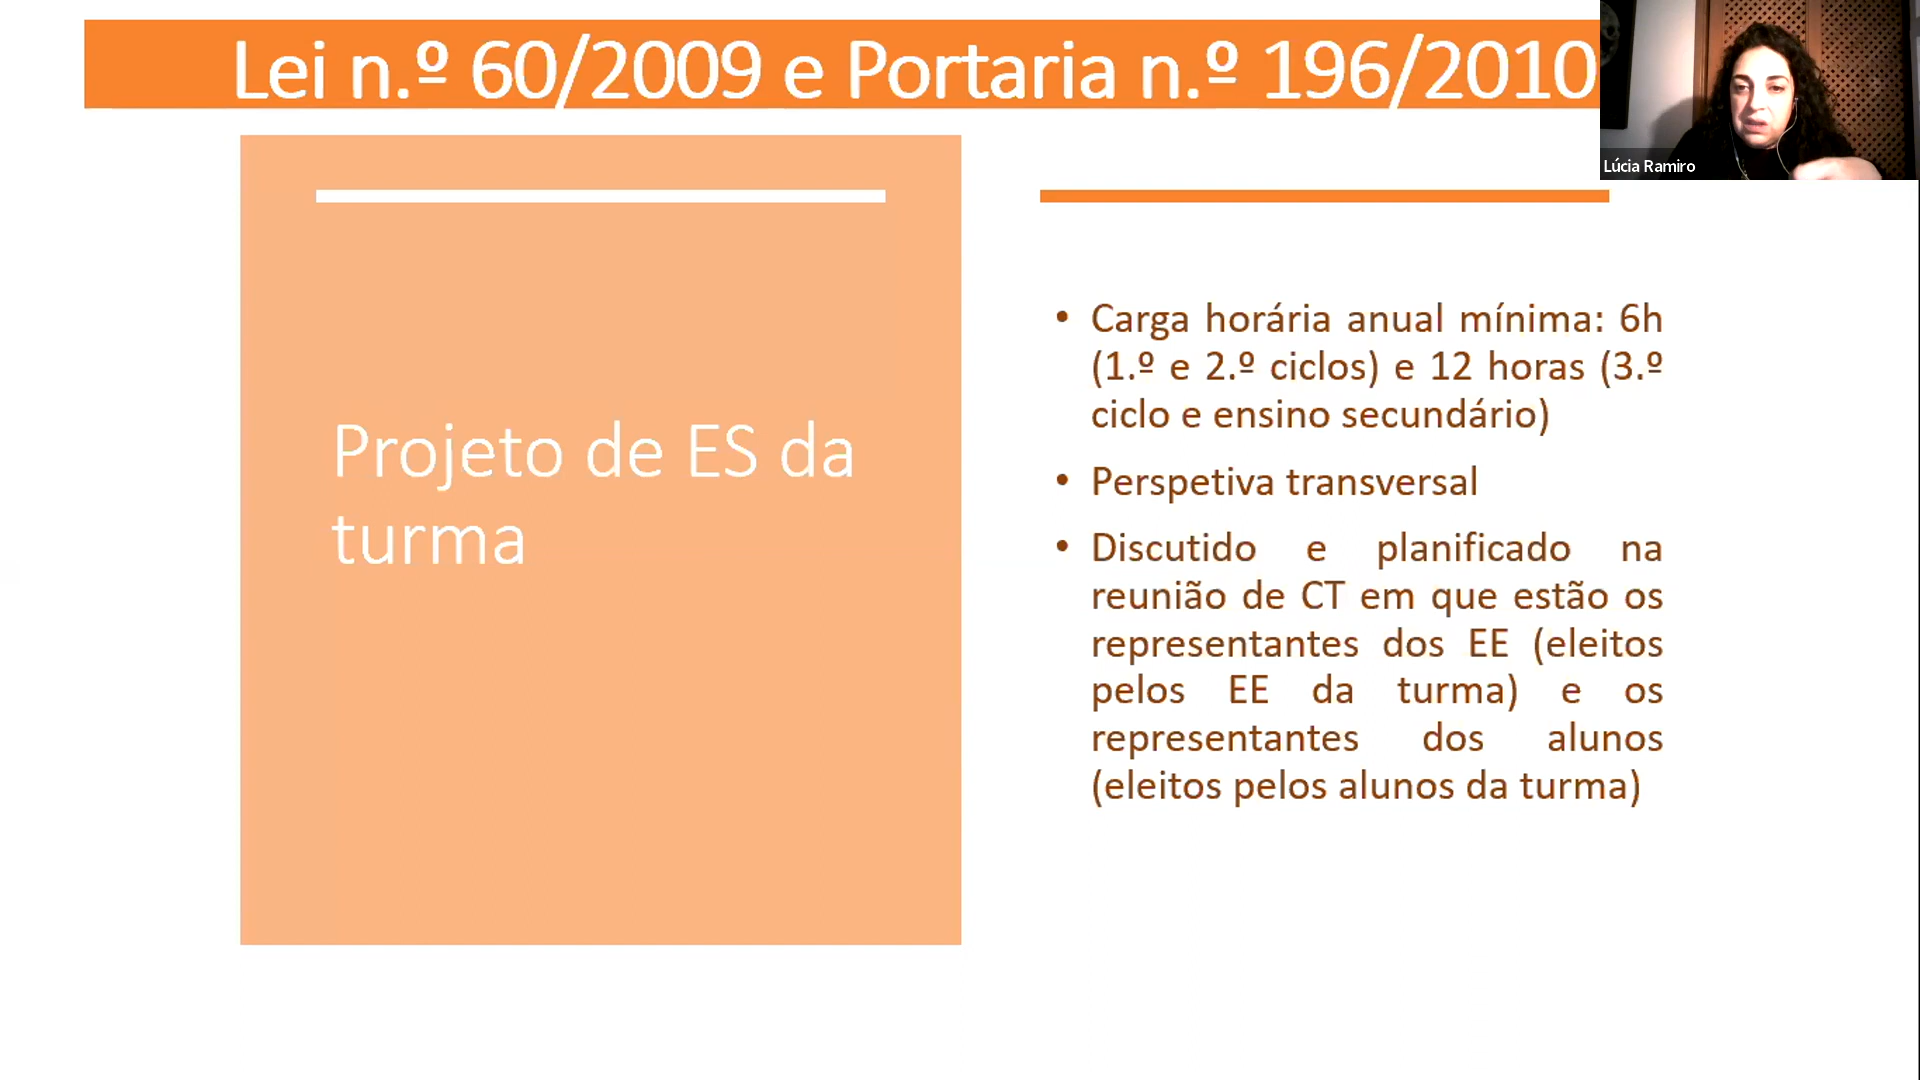 Lei n.º 60/2009 e Portaria n.º 196/2010
Lúcia Ramiro
Projeto de ES da
turma
• Carga horária anual mínima: 6h
(1.º e 2.º ciclos) e 12 horas (3.º
ciclo e ensino secundário)
• Perspetiva transversal
• Discutido e planificado na
reunião de CT em que estão os
representantes dos EE (eleitos
pelos EE da turma) e os
representantes dos alunos
(eleitos pelos alunos da turma)